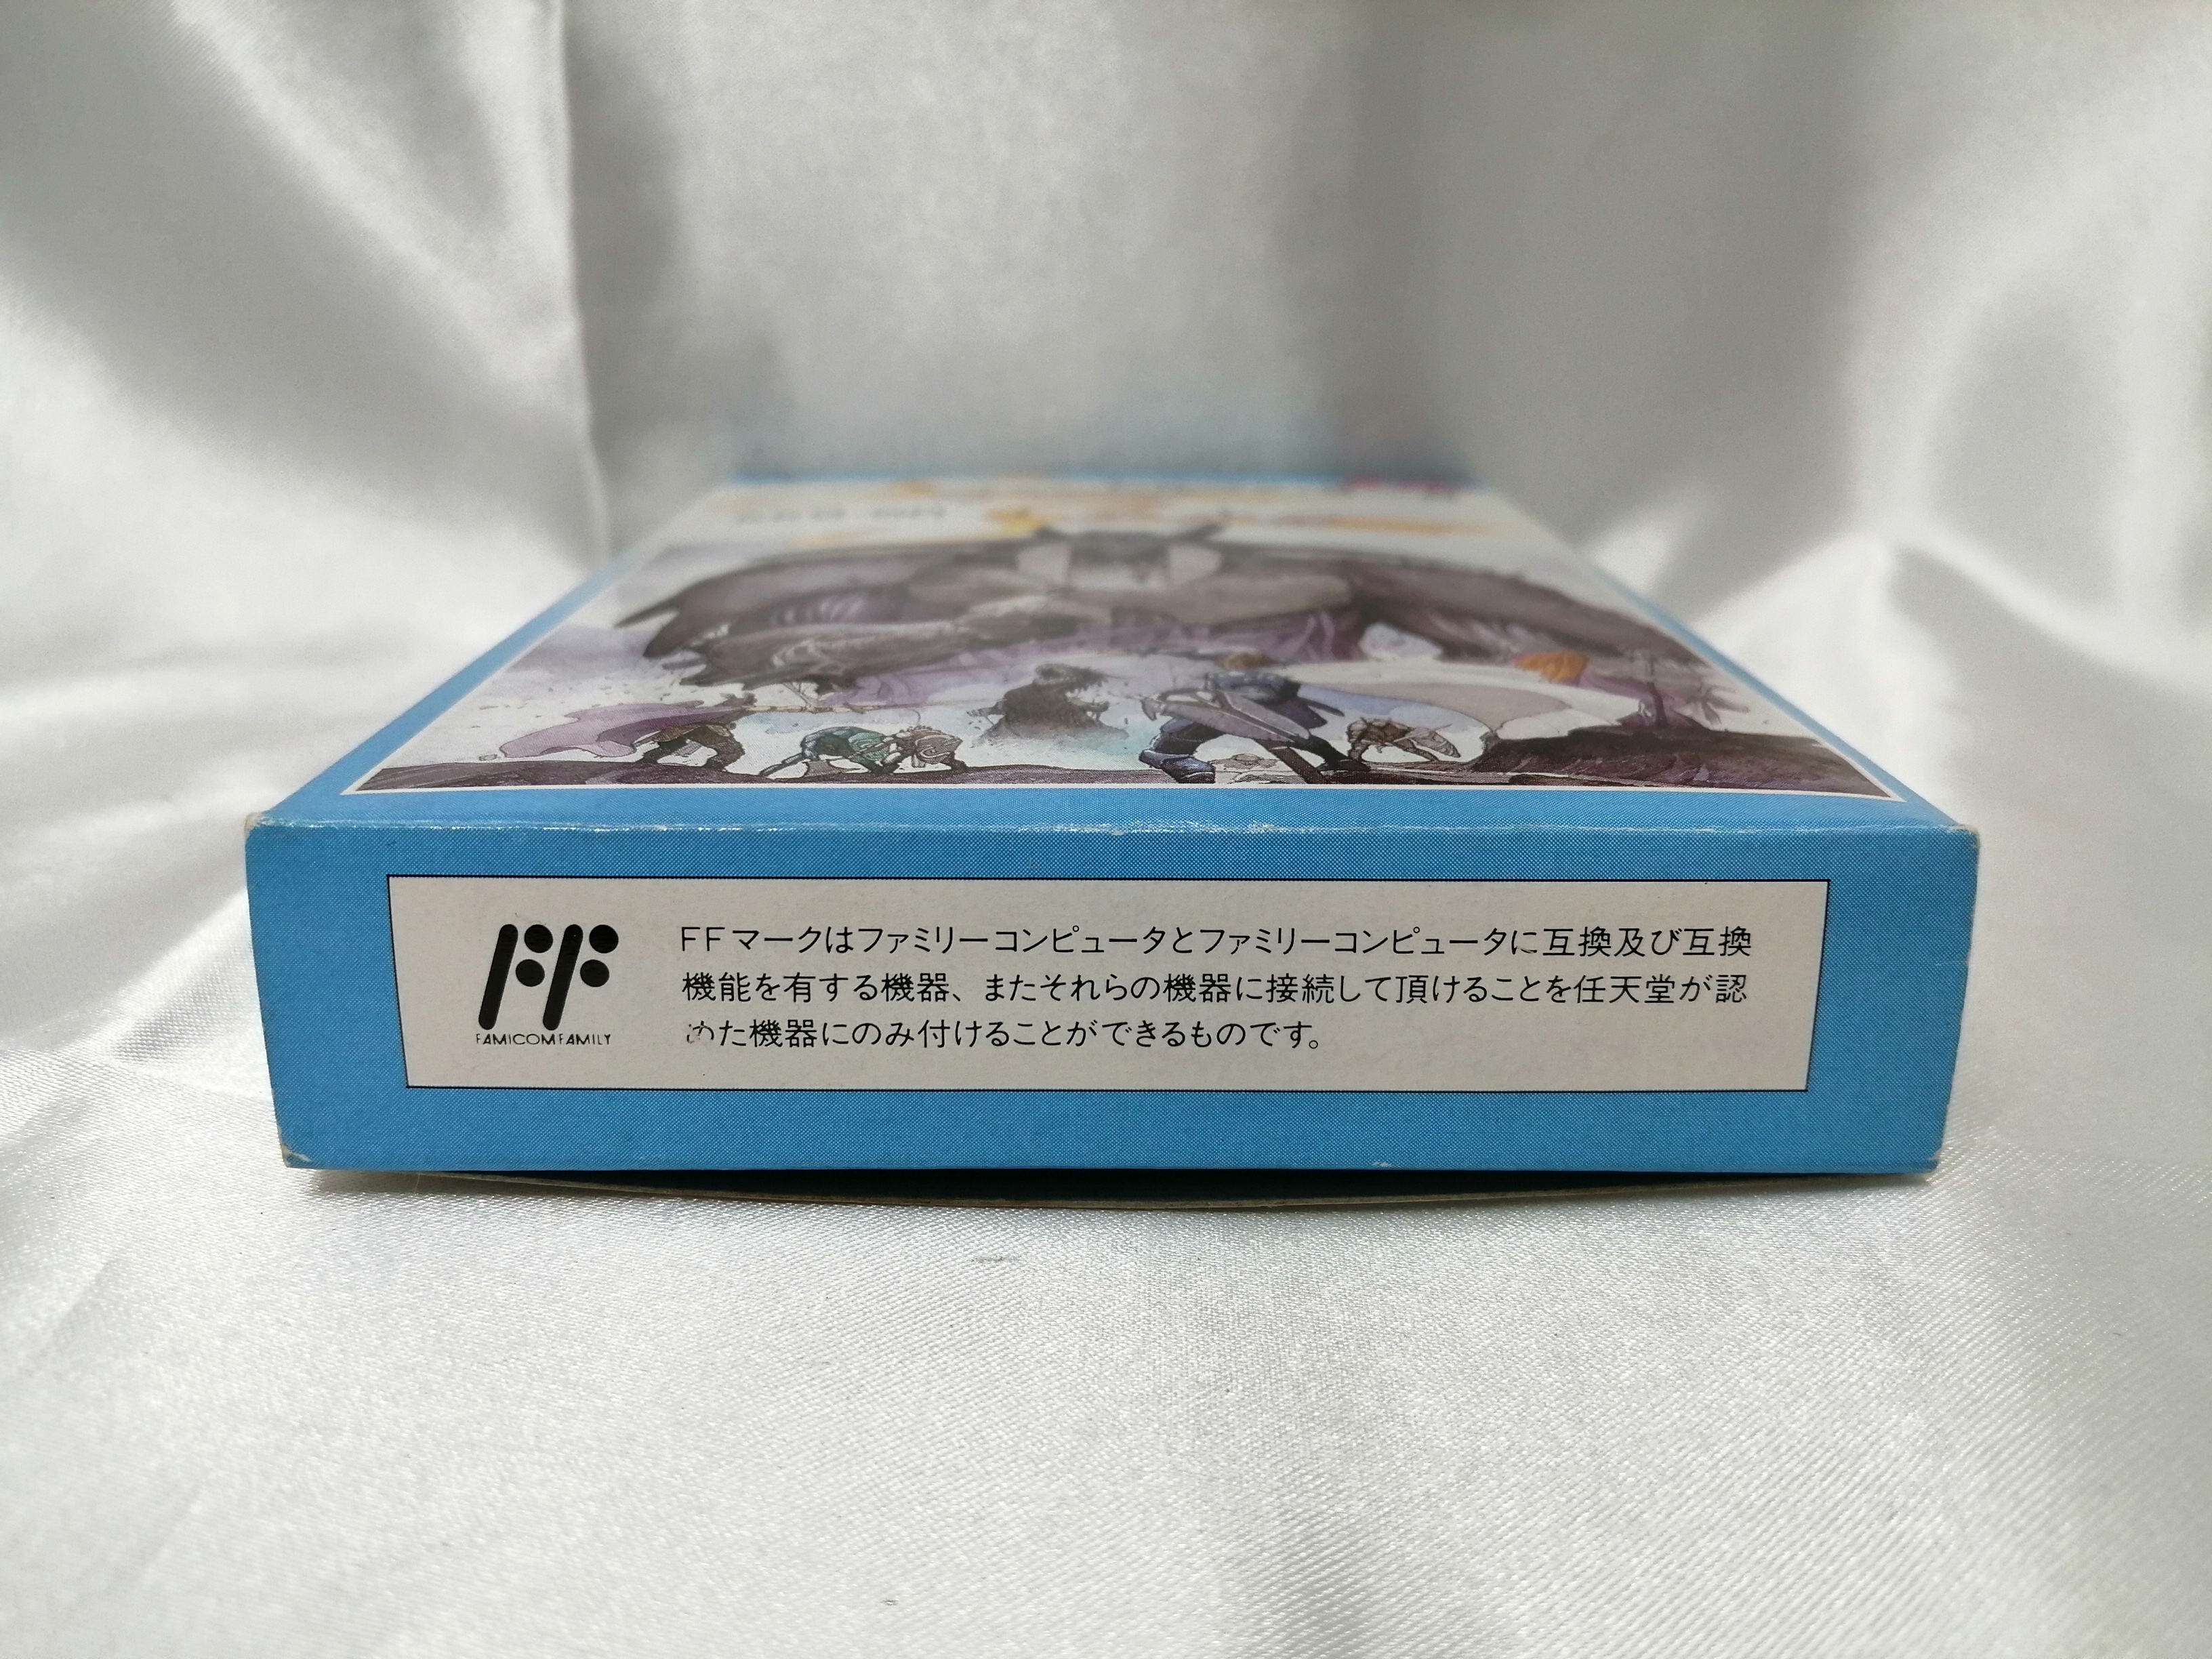 FAMICOM FAMILY
FFマークはファミリーコンピュータとファミリーコンピュータに互換及び互換
機能を有する機器、またそれらの機器に接続して頂けることを任天堂が認
めた機器にのみ付けることができるものです。